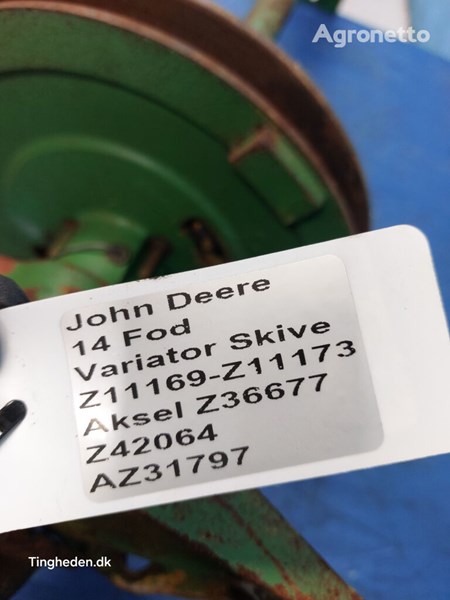 Agronetto
John Deere
14 Fod
Variator Skive
Z11169-Z11173
Aksel Z36677
Z42064
AZ31797
Tingheden.dk